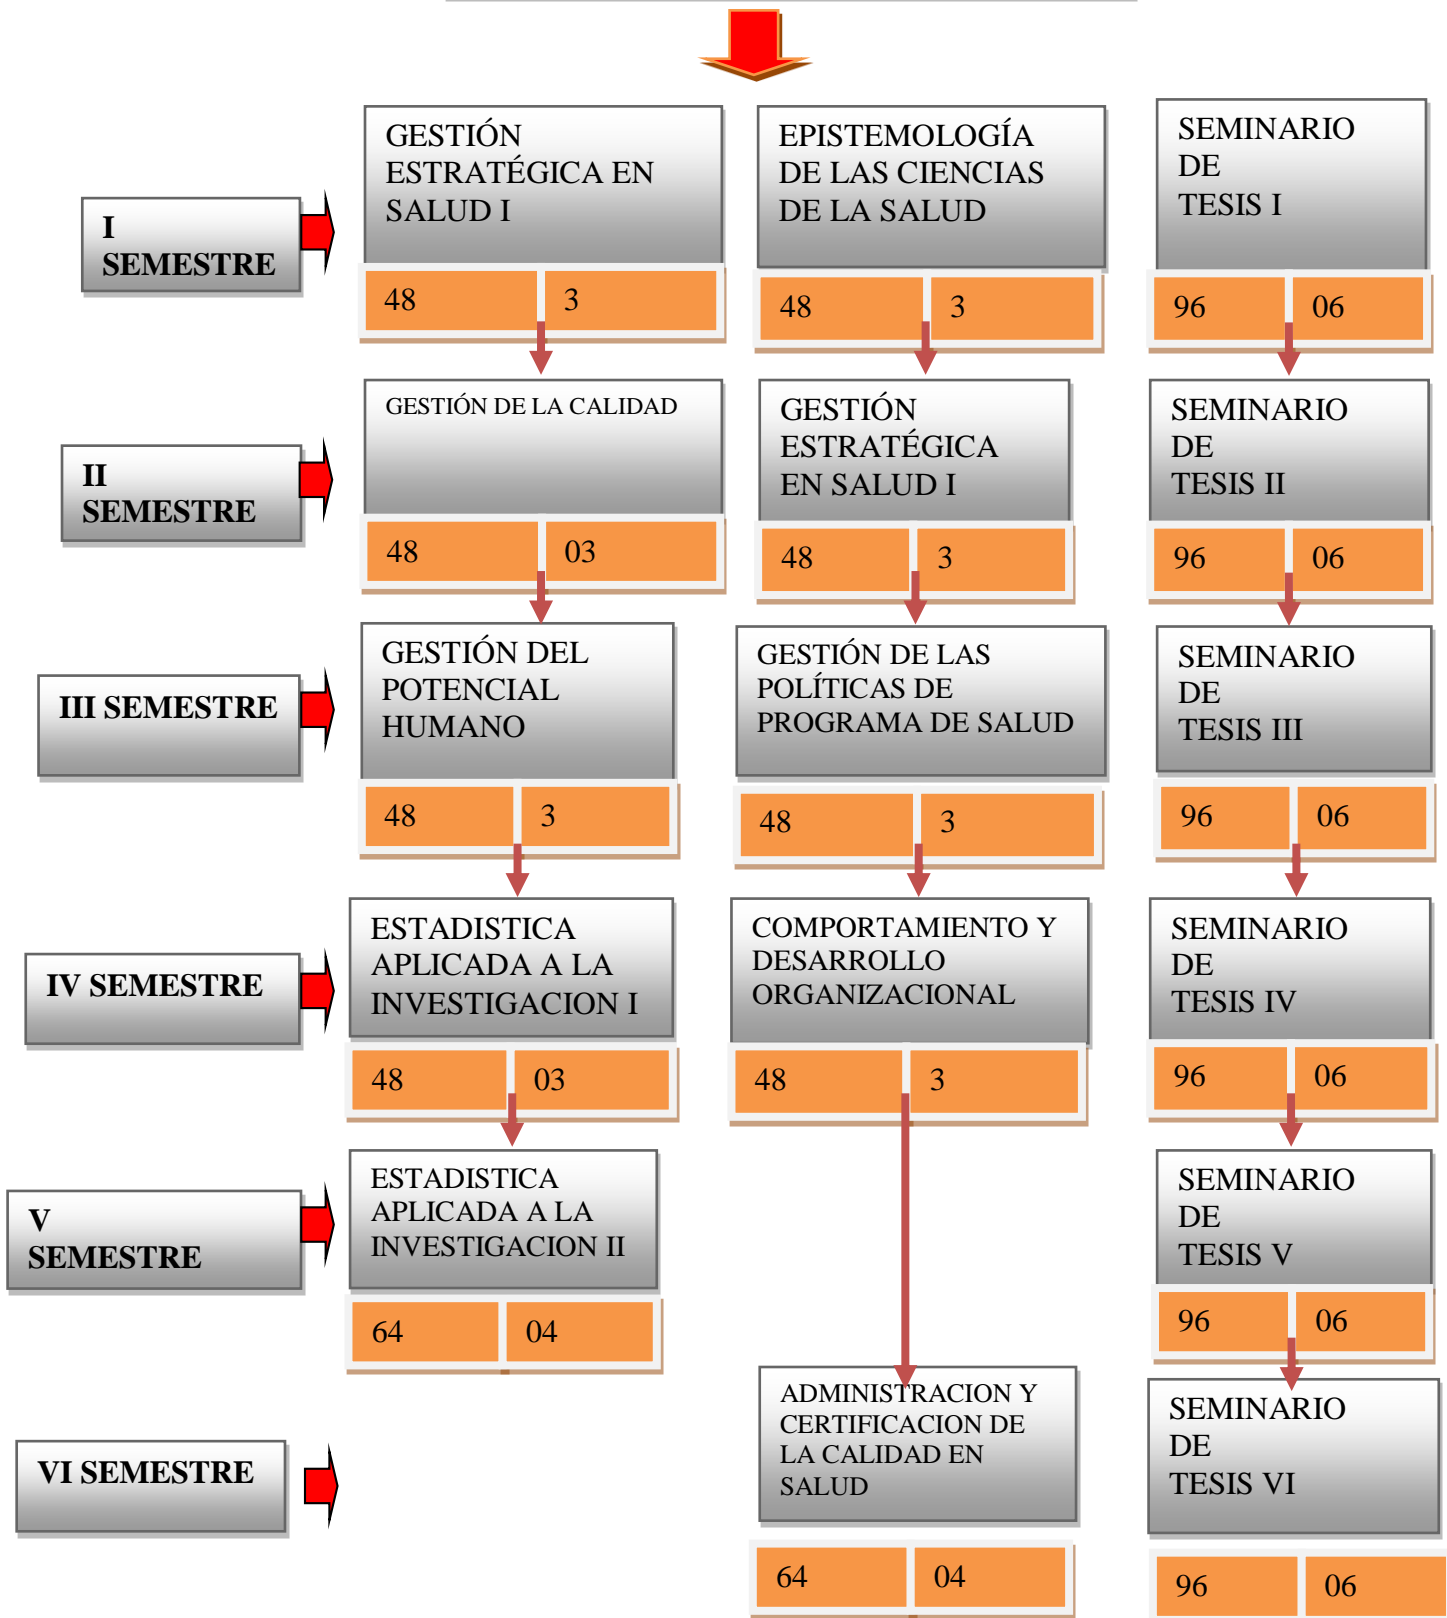 I
SEMESTRE
GESTIÓN
ESTRATÉGICA EN
SALUD I
48
3
EPISTEMOLOGÍA
DE LAS CIENCIAS
DE LA SALUD
48
3
SEMINARIO
DE
TESIS I
96
06
II
SEMESTRE
GESTIÓN DE LA CALIDAD
48
03
GESTIÓN
ESTRATÉGICA
EN SALUD I
48
3
SEMINARIO
DE
TESIS II
96
06
III SEMESTRE
GESTIÓN DEL
POTENCIAL
HUMANO
48
3
GESTIÓN DE LAS
POLÍTICAS DE
PROGRAMA DE SALUD
48
3
SEMINARIO
DE
TESIS III
96
06
IV SEMESTRE
ESTADISTICA
APLICADA A LA
INVESTIGACION I
48
03
COMPORTAMIENTO Y
DESARROLLO
ORGANIZACIONAL
48
3
SEMINARIO
DE
TESIS IV
96
06
V
SEMESTRE
ESTADISTICA
APLICADA A LA
INVESTIGACION II
64
04
SEMINARIO
DE
TESIS V
96
06
VI SEMESTRE
ADMINISTRACION Y
CERTIFICACION DE
LA CALIDAD EN
SALUD
64
04
SEMINARIO
DE
TESIS VI
96
06